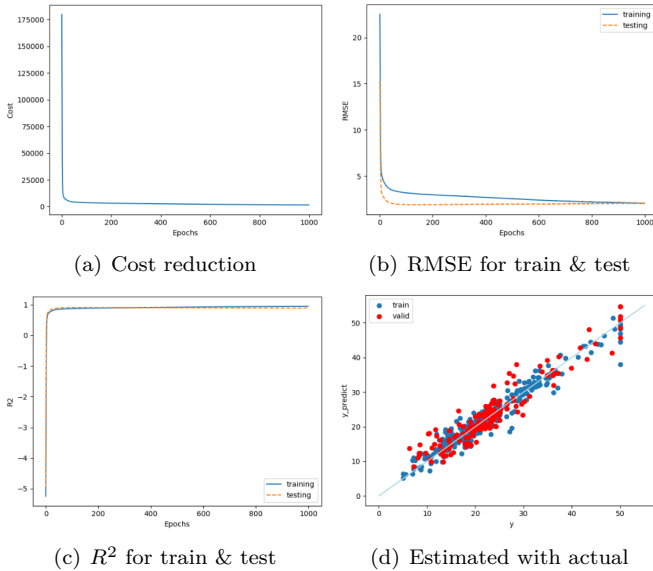 175000
150000
125000
100000
75000
50000
25000
0
Cost
0 200 400 600 800 1000
Epochs
(a) Cost reduction
training
testing
20
15
10
5
RMSE
0 200 400 600 800 1000
Epochs
(b) RMSE for train & test
1
0
−1
−2
−3
−4
−5
R2
training
testing
0 200 400 600 800 1000
Epochs
(c) R² for train & test
train
valid
50
40
30
20
10
0
y_predict
0 10 20 30 40 50
y
(d) Estimated with actual